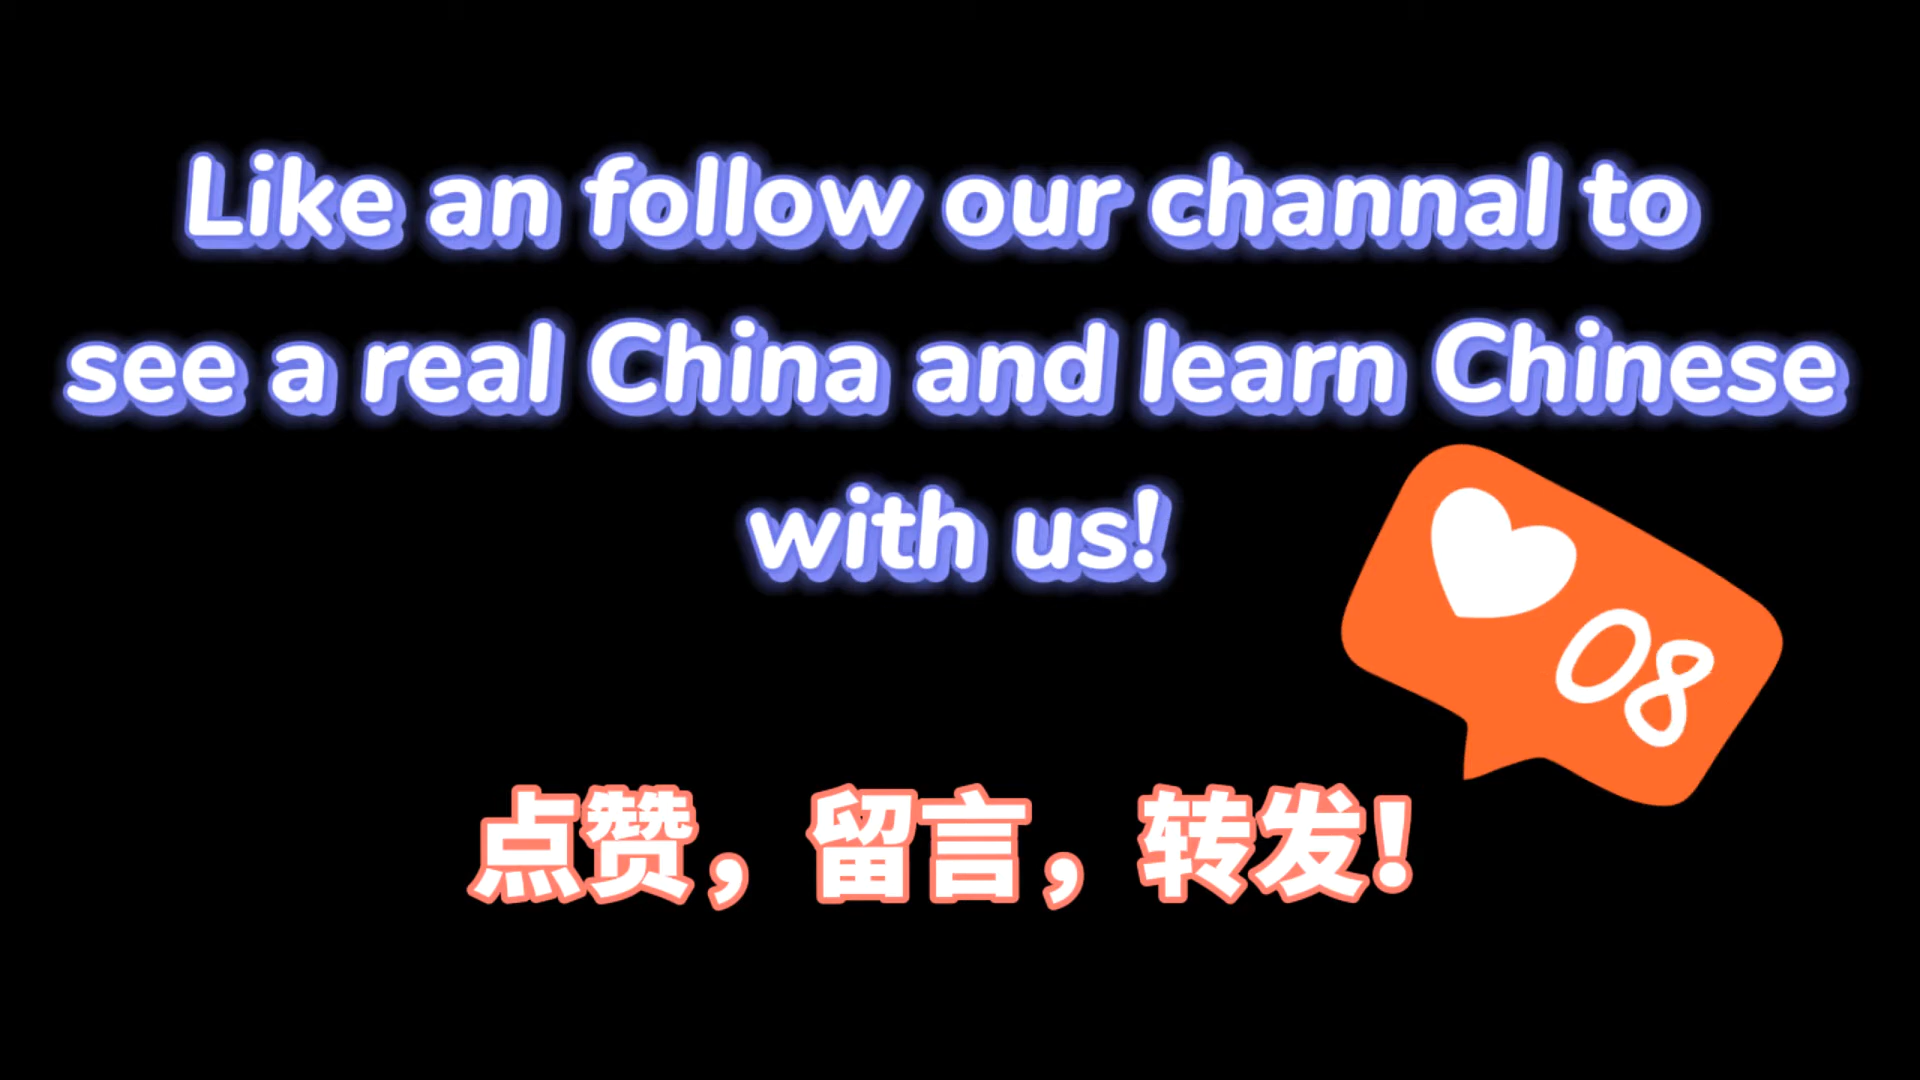 Like an follow our channal to
see a real China and learn Chinese
with us!
08
点赞，留言，转发！